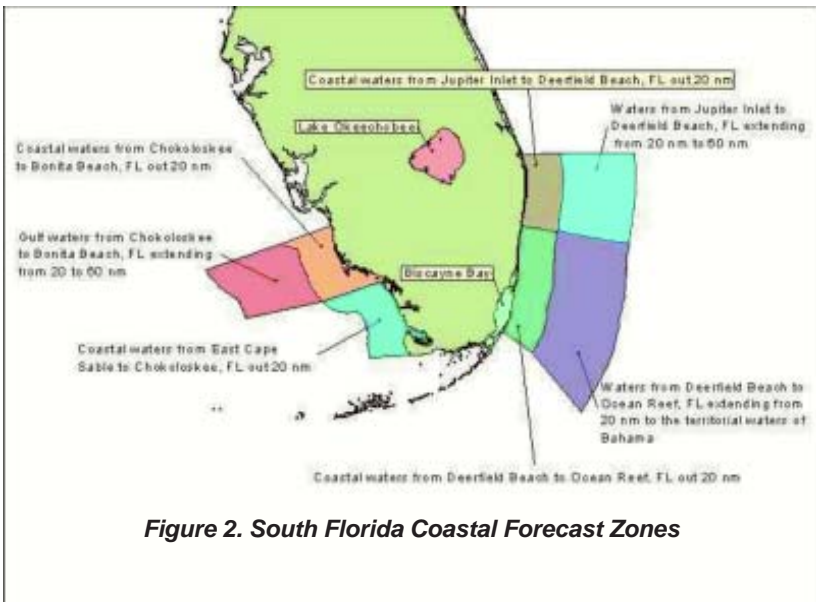 Coastal waters from Jupiter Inlet to Deerfield Beach, FL out 20 nm
Waters from Jupiter Inlet to
Deerfield Beach, FL extending
from 20 nm to 60 nm
Lake Okeechobee
Coastal waters from Chokoloskee
to Bonita Beach, FL out 20 nm
Gulf waters from Chokoloskee
to Bonita Beach, FL extending
from 20 to 60 nm
Biscayne Bay
Coastal waters from East Cape
Sable to Chokoloskee, FL out 20 nm
Waters from Deerfield Beach to
Ocean Reef, FL extending from
20 nm to the territorial waters of
Bahama
Coastal waters from Deerfield Beach to Ocean Reef, FL out 20 nm
Figure 2. South Florida Coastal Forecast Zones